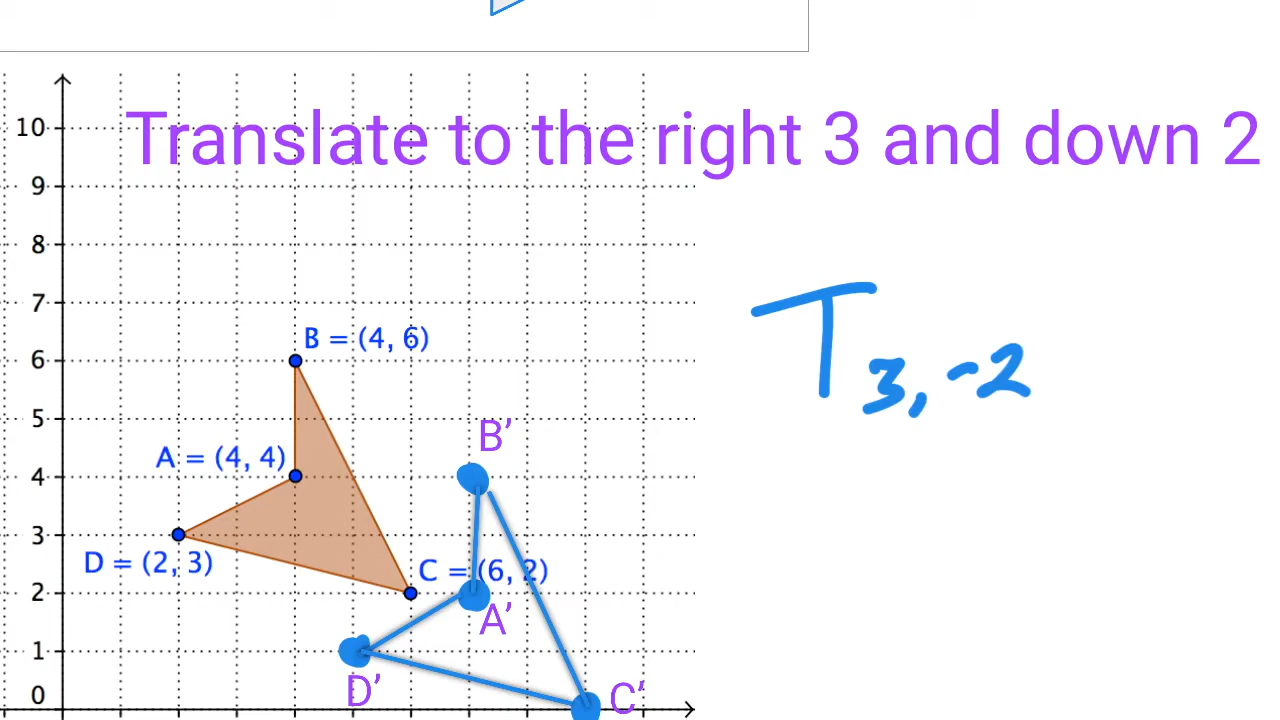 Translate to the right 3 and down 2
10
9
8
7
6
5
4
3
2
1
0
B = (4, 6)
A = (4, 4)
D = (2, 3)
C = (6, 2)
B’
A’
D’
C’
T 3, -2